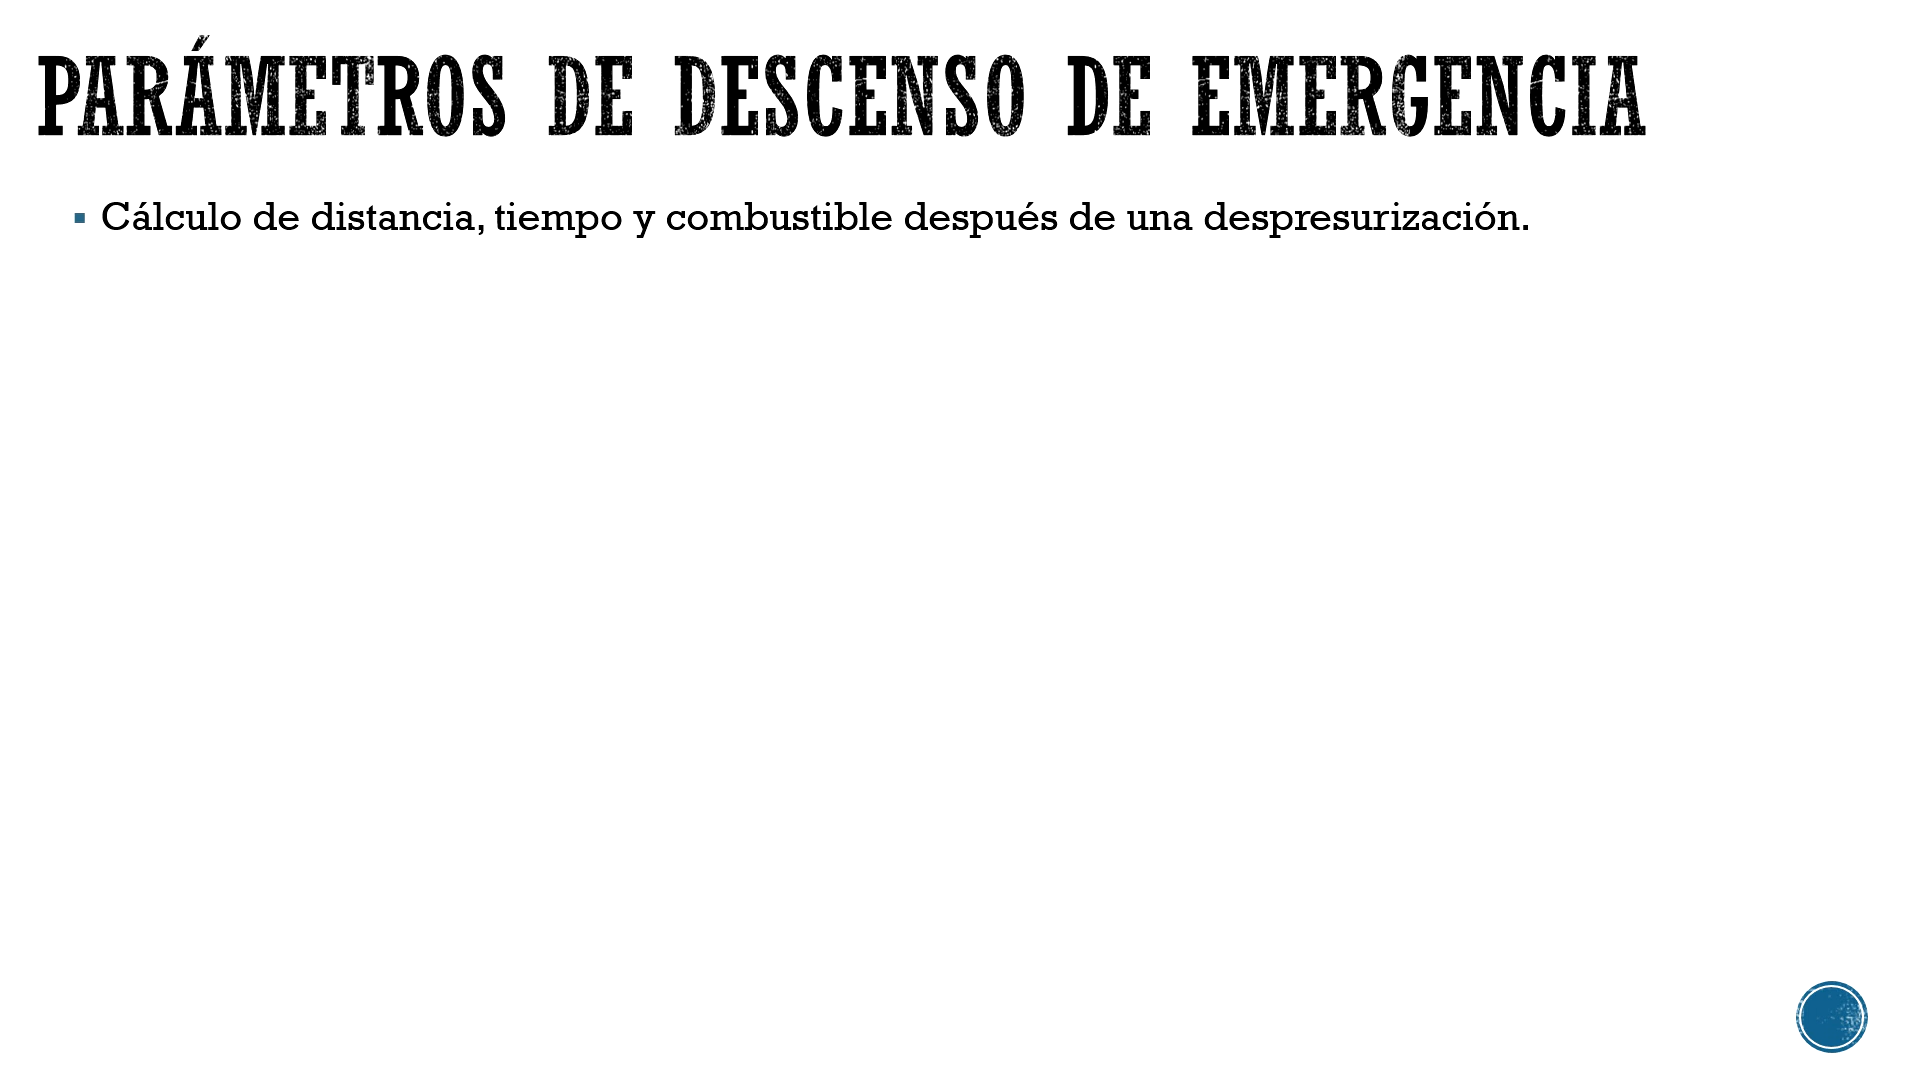 PARÁMETROS DE DESCENSO DE EMERGENCIA
▪ Cálculo de distancia, tiempo y combustible después de una despresurización.